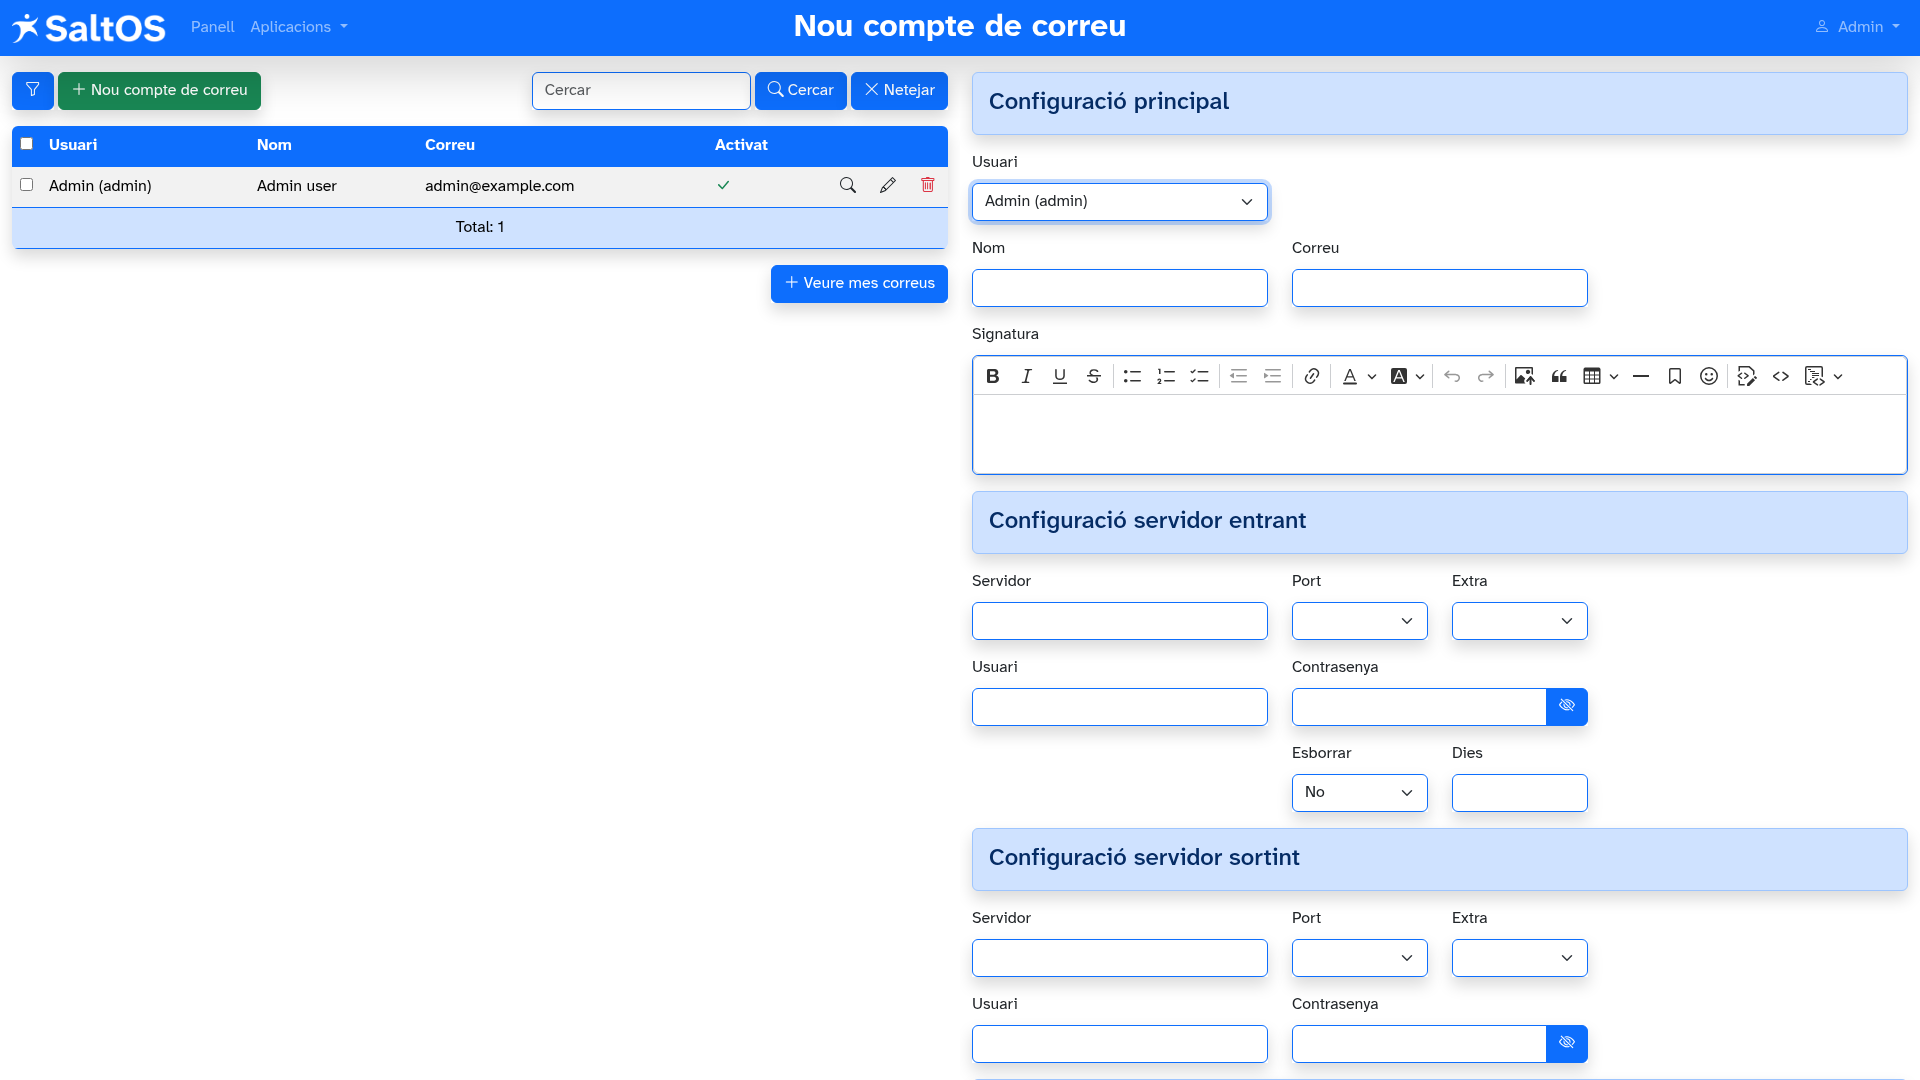 SaltOS Panell Aplicacions Nou compte de correu Admin
Nou compte de correu Cercar Cercar Netejar
Usuari Nom Correu Activat
Admin (admin) Admin user admin@example.com
Total: 1
Veure mes correus
Configuració principal
Usuari
Admin (admin)
Nom Correu
Signatura
Configuració servidor entrant
Servidor Port Extra
Usuari Contrasenya
Esborrar Dies
No
Configuració servidor sortint
Servidor Port Extra
Usuari Contrasenya